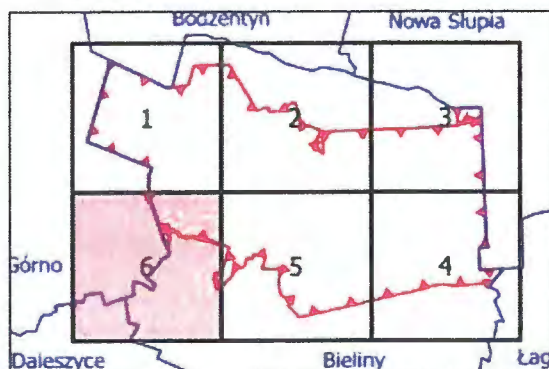 Bodzentyn
Nowa Słupia
1
2
3
Górno
6
5
4
Daleszyce
Bieliny
Łag